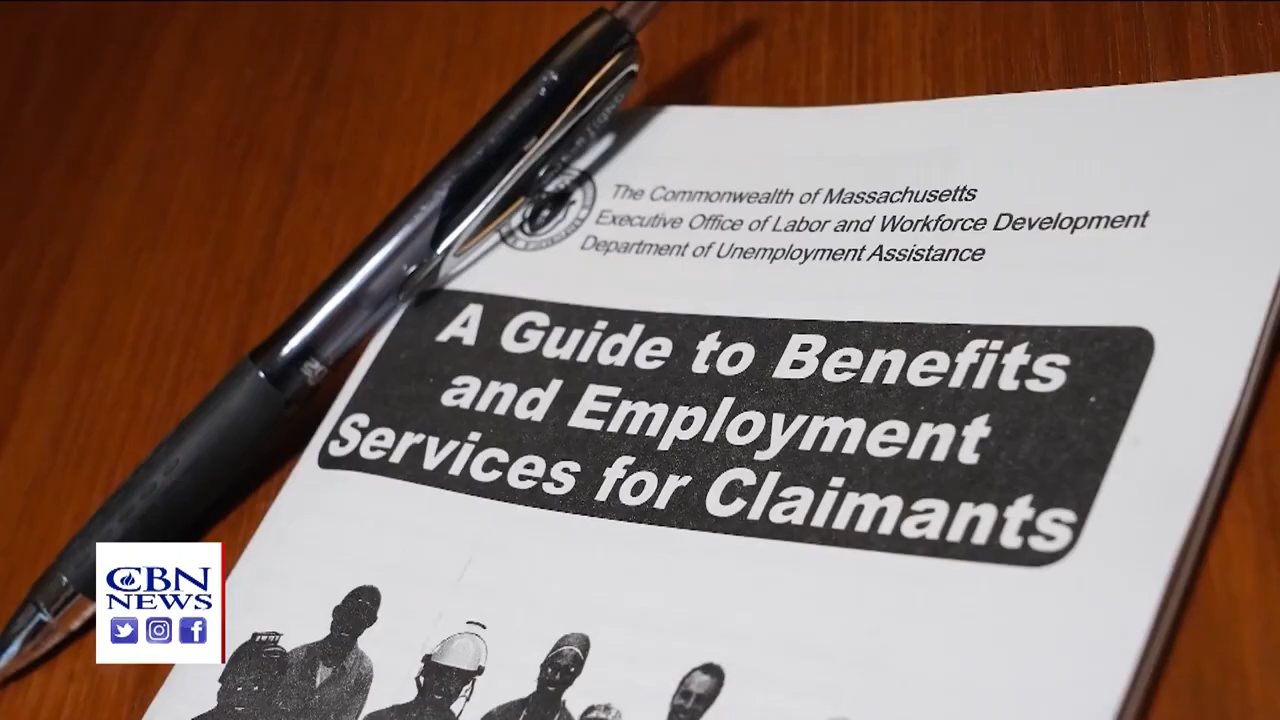 The Commonwealth of Massachusetts
Executive Office of Labor and Workforce Development
Department of Unemployment Assistance
A Guide to Benefits
and Employment
Services for Claimants
CBN
NEWS